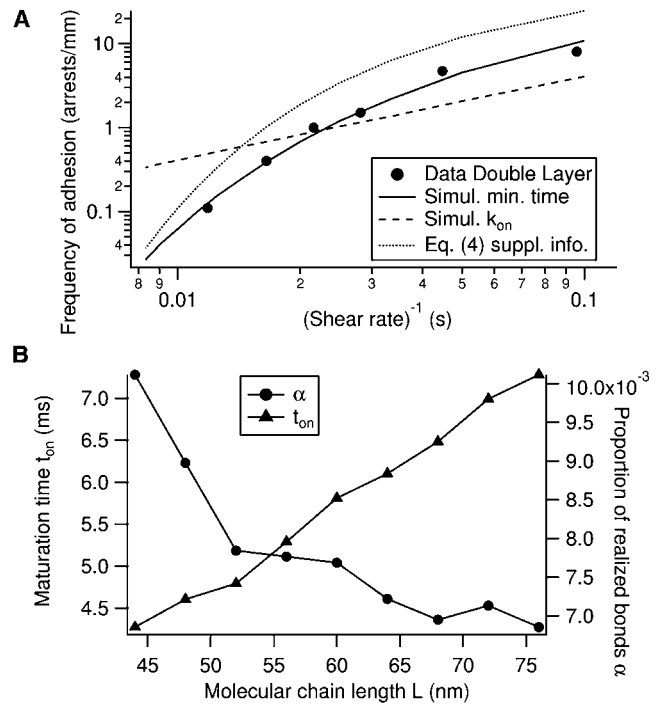 A
Frequency of adhesion (arrests/mm)
10
4
2
1
4
2
0.1
4
Data Double Layer
Simul. min. time
Simul. kon
Eq. (4) suppl. info.
8 9 0.01 2 3 4 5 6 7 8 9 0.1
(Shear rate)-1 (s)
B
Maturation time ton (ms)
7.0
6.5
6.0
5.5
5.0
4.5
α
ton
10.0x10-3
9.5
9.0
8.5
8.0
7.5
7.0
Proportion of realized bonds α
45 50 55 60 65 70 75
Molecular chain length L (nm)